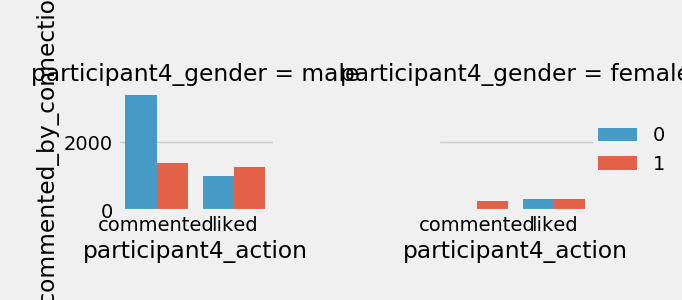 commented_by_connectio
participant4_gender = male
participant4_gender = female
2000
0
commented liked
commented liked
participant4_action
participant4_action
0
1